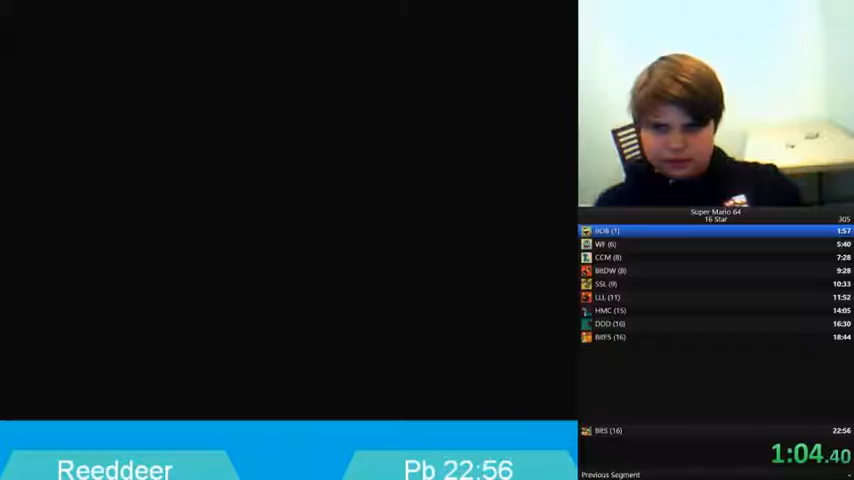 Super Mario 64
16 Star
305
BOB (1) 1:57
WF (6) 5:40
CCM (8) 7:28
BitDW (8) 9:28
SSL (9) 10:33
LLL (11) 11:52
HMC (15) 14:05
DDD (16) 16:30
BitFS (16) 18:44
BitS (16) 22:56
1:04.40
Previous Segment -
Reeddeer
Pb 22:56